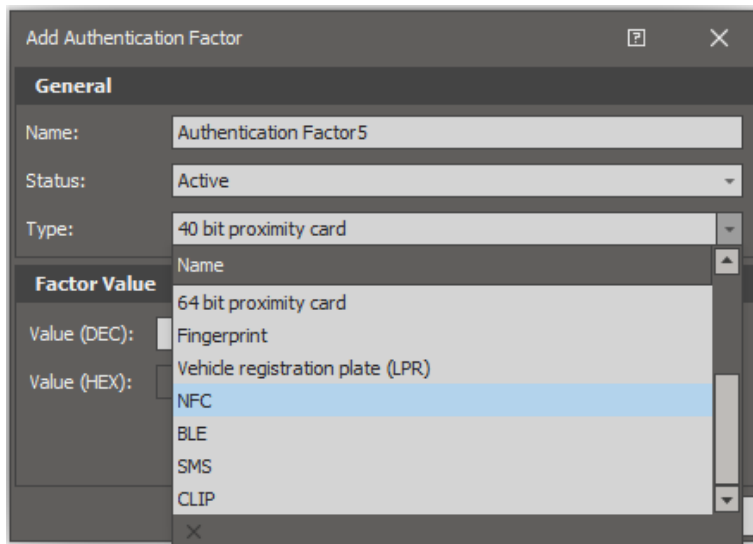 Add Authentication Factor
General
Name: Authentication Factor5
Status: Active
Type: 40 bit proximity card
Name
Factor Value
64 bit proximity card
Value (DEC):
Fingerprint
Vehicle registration plate (LPR)
Value (HEX):
NFC
BLE
SMS
CLIP